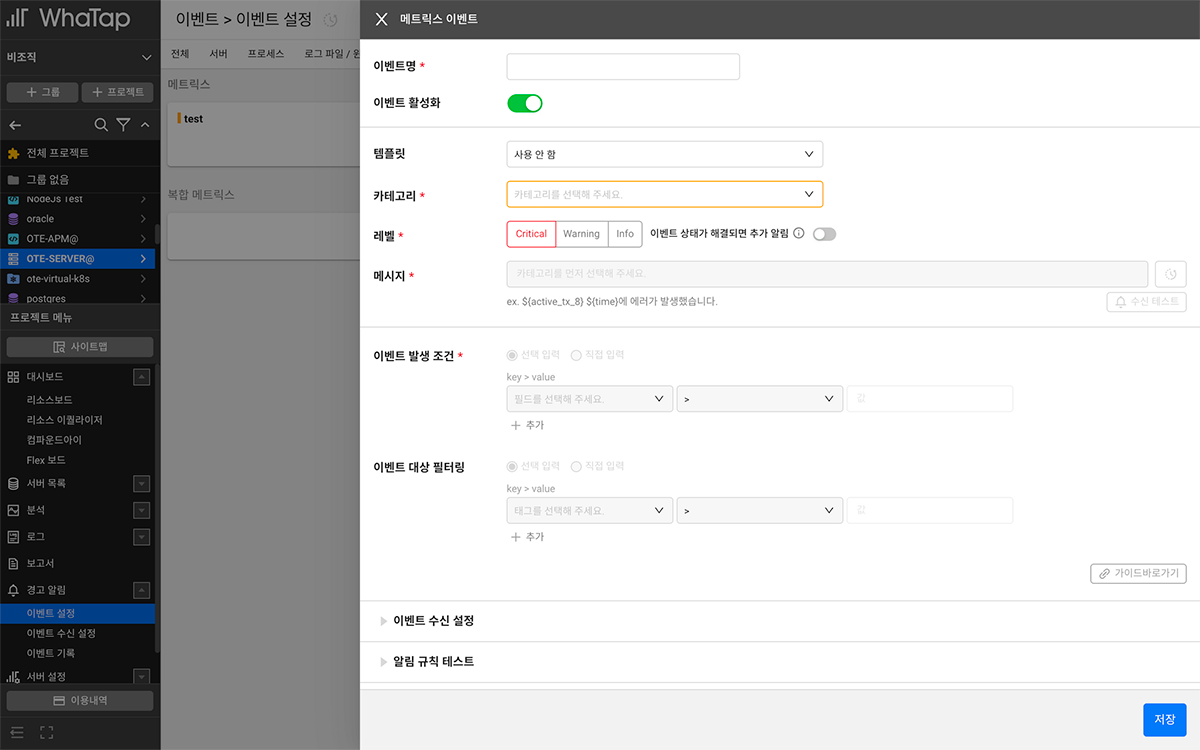 WhaTap
비조직
그룹
프로젝트
전체 프로젝트
그룹 없음
NodeJs Test
oracle
OTE-APM@
OTE-SERVER@
ote-virtual-k8s
postgres
프로젝트 메뉴
사이트맵
대시보드
리소스보드
리소스 이퀄라이저
컴파운드아이
Flex 보드
서버 목록
분석
로그
보고서
경고 알림
이벤트 설정
이벤트 수신 설정
이벤트 기록
서버 설정
이용내역
이벤트 > 이벤트 설정
전체 서버 프로세스 로그 파일 / 윈
메트릭스
test
복합 메트릭스
메트릭스 이벤트
이벤트명 *
이벤트 활성화
템플릿 사용 안 함
카테고리 * 카테고리를 선택해 주세요.
레벨 * Critical Warning Info 이벤트 상태가 해결되면 추가 알림
메시지 * 카테고리를 먼저 선택해 주세요.
ex. ${active_tx_8} ${time}에 에러가 발생했습니다. 수신 테스트
이벤트 발생 조건 * 선택 입력 직접 입력
key > value
필드를 선택해 주세요. > 값
추가
이벤트 대상 필터링 선택 입력 직접 입력
key > value
태그를 선택해 주세요. > 값
추가
가이드바로가기
이벤트 수신 설정
알림 규칙 테스트
저장